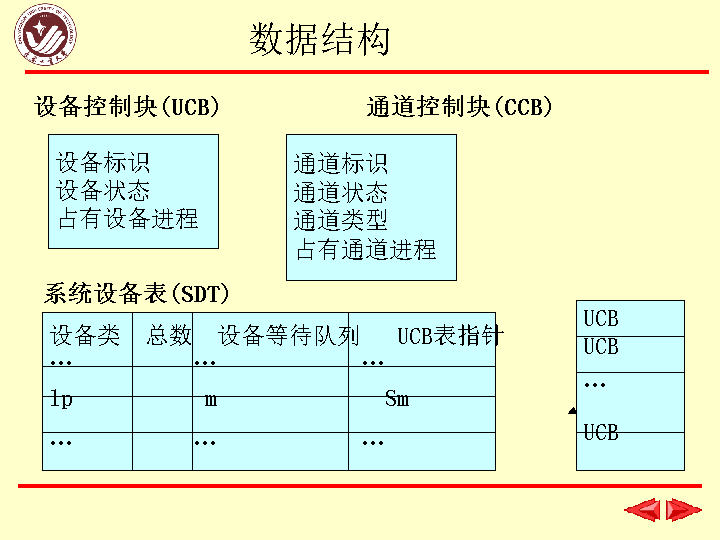 数据结构
设备控制块(UCB)
通道控制块(CCB)
设备标识
设备状态
占有设备进程
通道标识
通道状态
通道类型
占有通道进程
系统设备表(SDT)
设备类 总数 设备等待队列 UCB表指针
… … …
lp m Sm
… … …
UCB
UCB
…
UCB